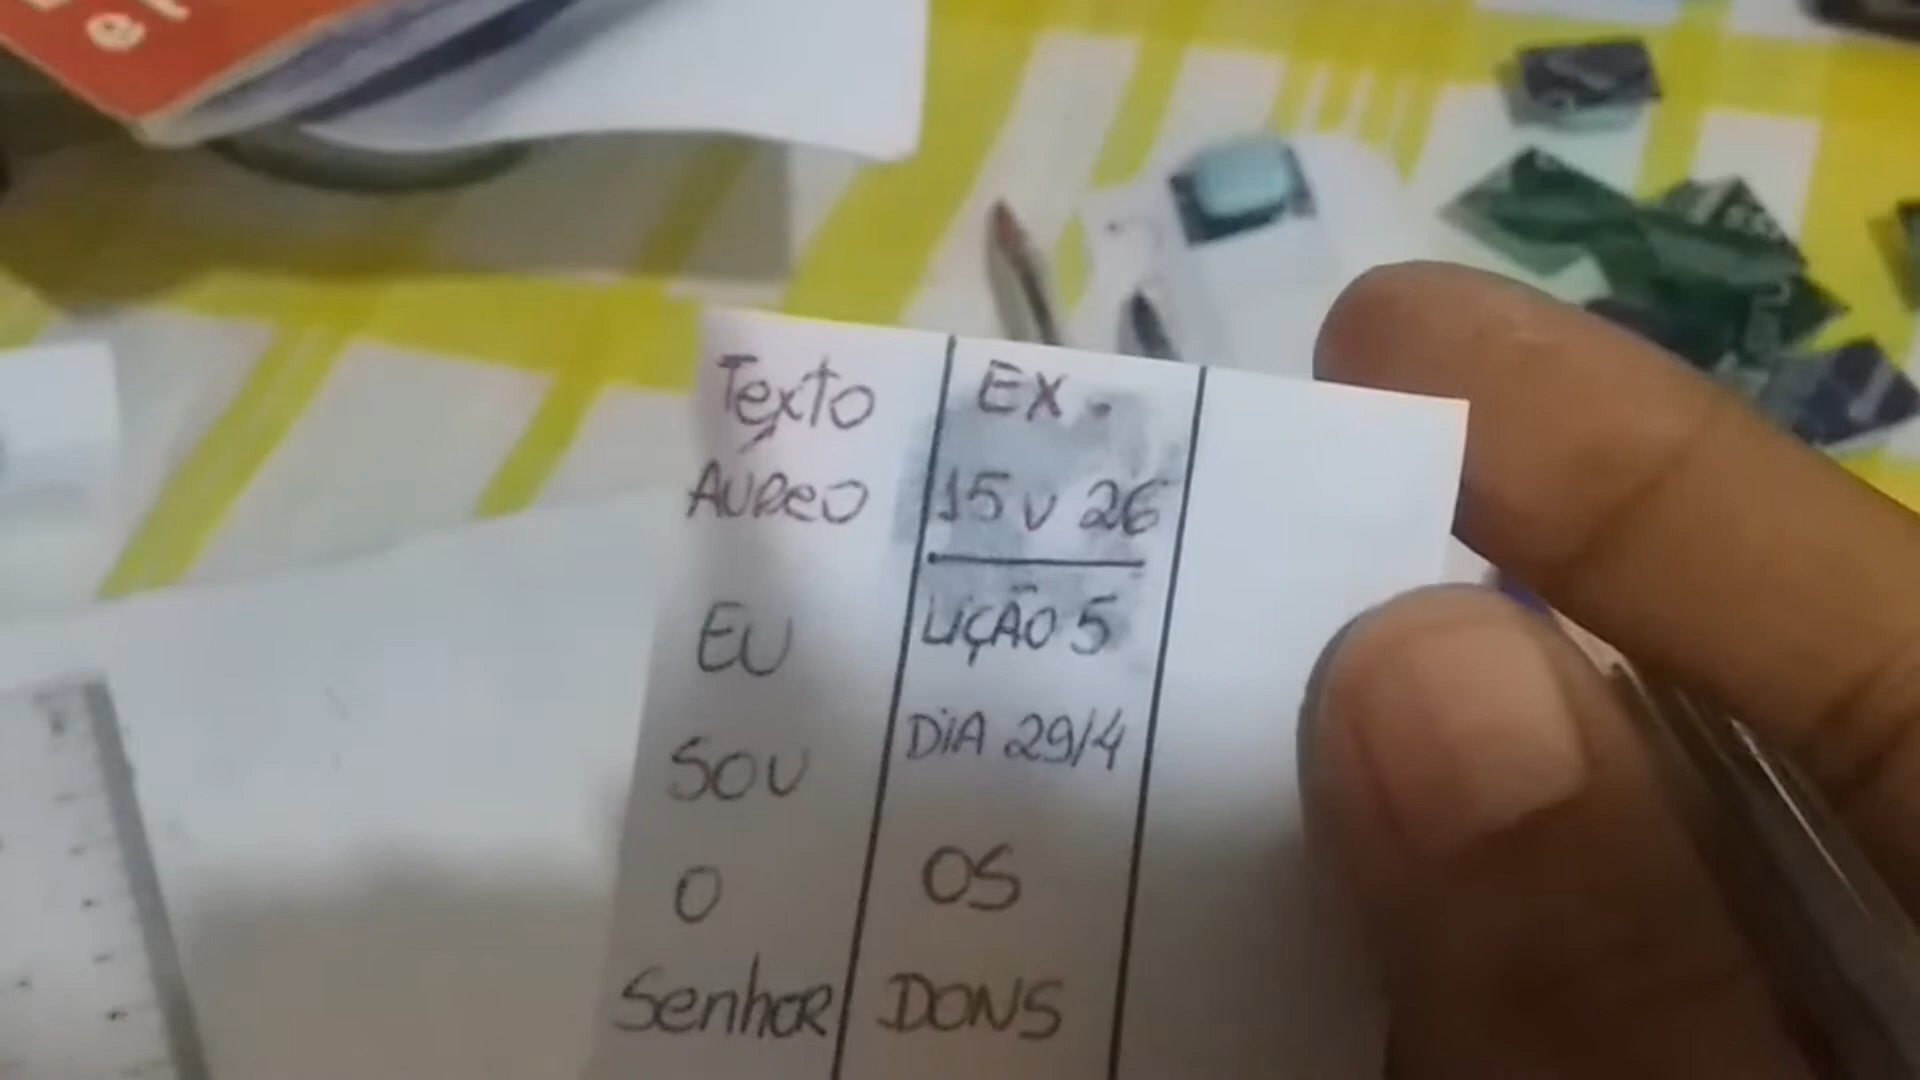 Texto
AUREO
EU
SOU
O
Senhor
EX.
15 v 26
LIÇÃO 5
DIA 29/4
OS
DONS